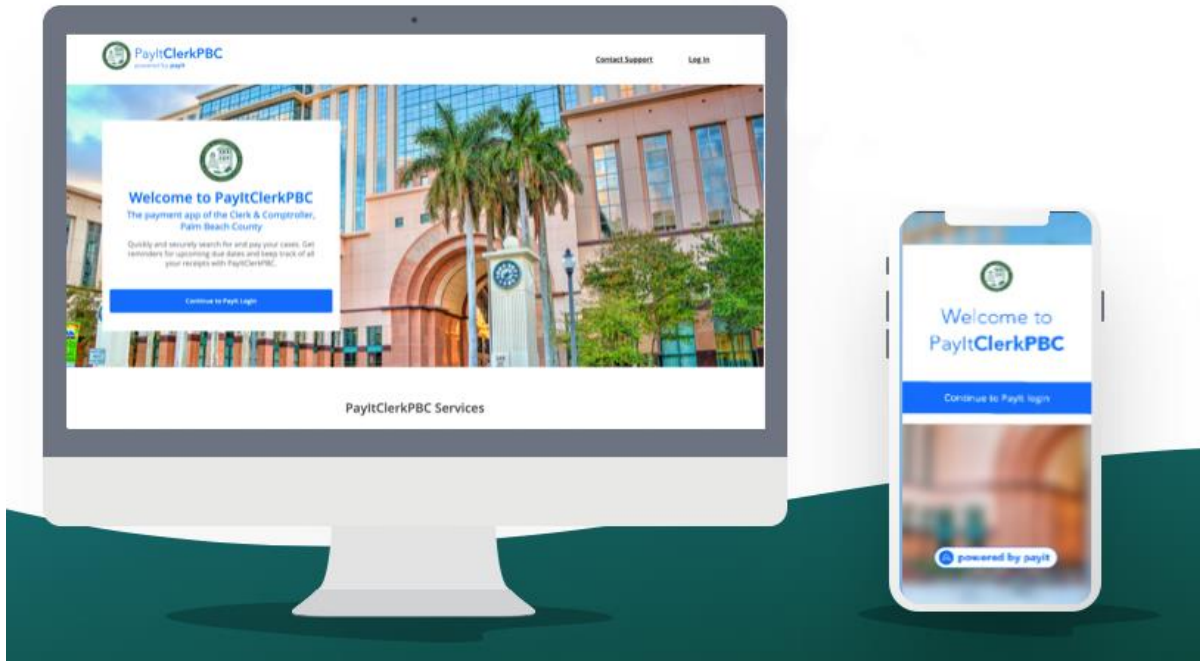 PayItClerkPBC
powered by payit
Contact Support
Log In
Welcome to PayItClerkPBC
The payment app of the Clerk & Comptroller,
Palm Beach County
Quickly and securely search for and pay your cases. Get
reminders for upcoming due dates and keep track of all
your receipts with PayItClerkPBC.
Continue to PayIt Login
PayItClerkPBC Services
Welcome to
PayItClerkPBC
Continue to PayIt login
powered by payit